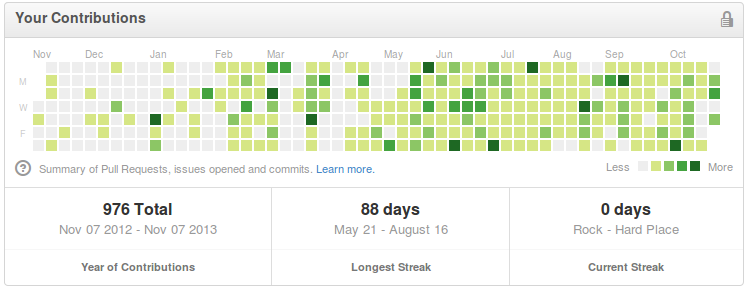 Your Contributions
Nov Dec Jan Feb Mar Apr May Jun Jul Aug Sep Oct
M
W
F
? Summary of Pull Requests, issues opened and commits. Learn more.
Less More
976 Total
Nov 07 2012 - Nov 07 2013
Year of Contributions
88 days
May 21 - August 16
Longest Streak
0 days
Rock - Hard Place
Current Streak